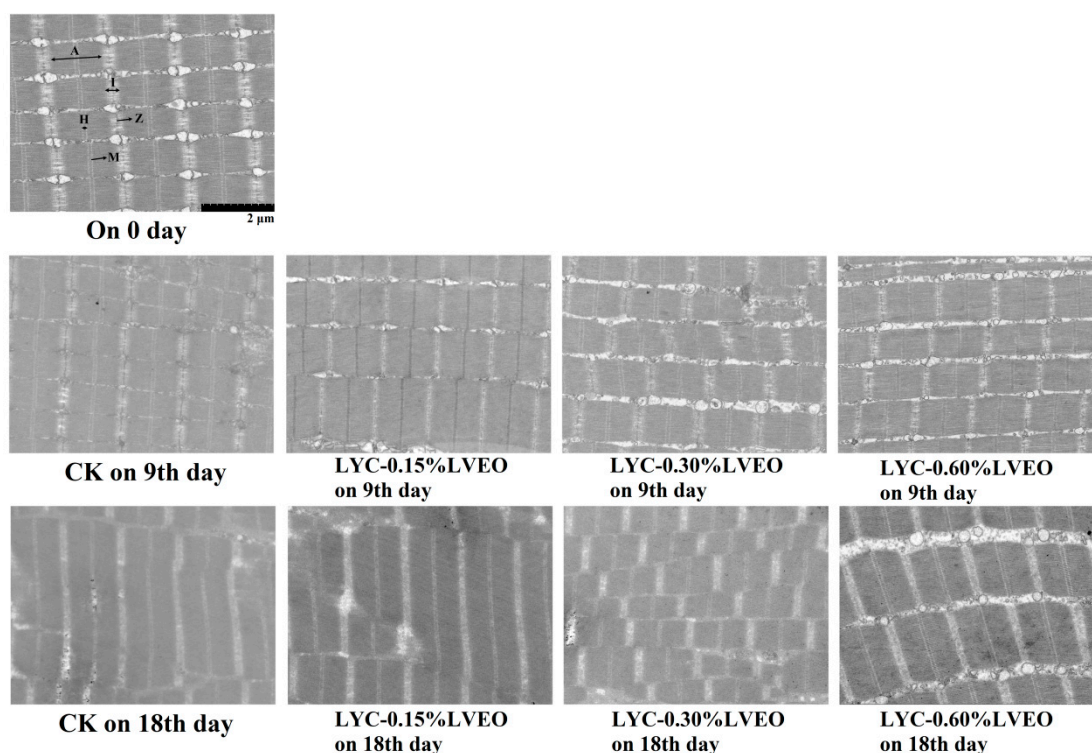 A
I
H
Z
M
2 μm
On 0 day
CK on 9th day
LYC-0.15%LVEO
on 9th day
LYC-0.30%LVEO
on 9th day
LYC-0.60%LVEO
on 9th day
CK on 18th day
LYC-0.15%LVEO
on 18th day
LYC-0.30%LVEO
on 18th day
LYC-0.60%LVEO
on 18th day